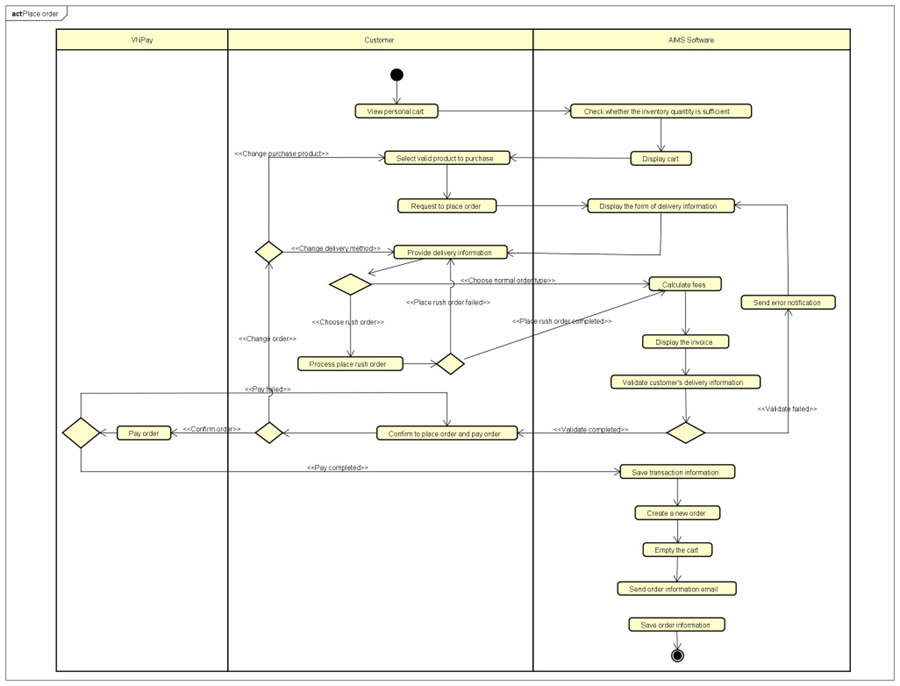 act Place order
VNPay
Customer
AIMS Software
View personal cart
Check whether the inventory quantity is sufficient
<<Change purchase product>>
Select valid product to purchase
Display cart
Request to place order
Display the form of delivery information
<<Change delivery method>>
Provide delivery information
<<Choose normal order type>>
Calculate fees
<<Place rush order failed>>
Send error notification
<<Choose rush order>>
<<Place rush order completed>>
<<Change order>>
Display the invoice
Process place rush order
Validate customer's delivery information
<<Pay failed>>
<<Validate failed>>
Pay order
<<Confirm order>>
Confirm to place order and pay order
<<Validate completed>>
<<Pay completed>>
Save transaction information
Create a new order
Empty the cart
Send order information email
Save order information